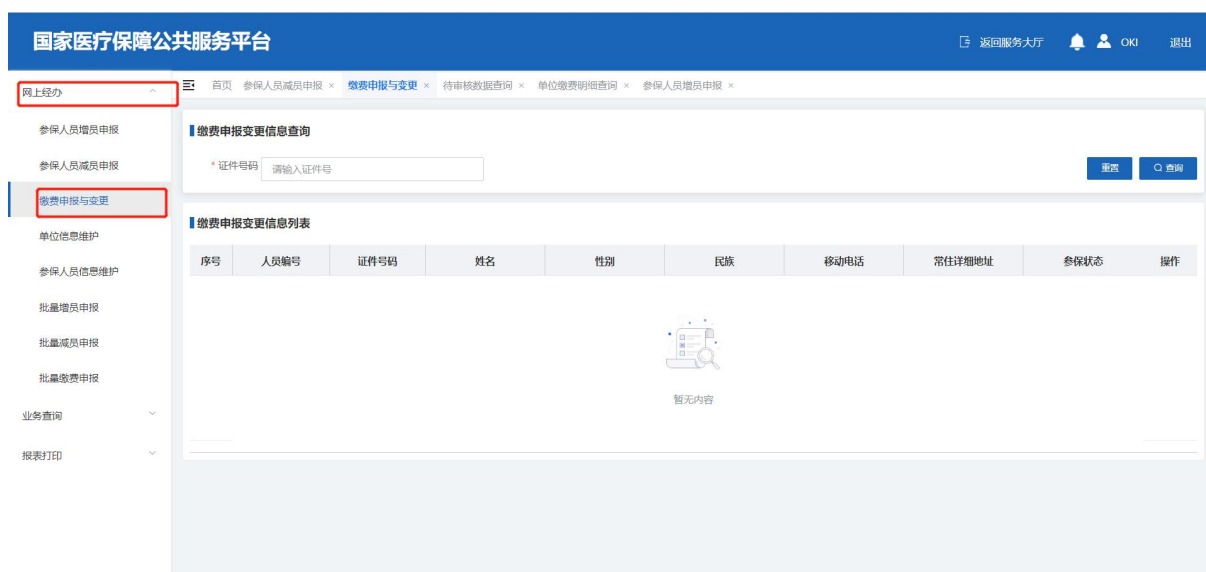 国家医疗保障公共服务平台 返回服务大厅 OKI 退出
网上经办
首页 参保人员减员申报 × 缴费申报与变更 × 待审核数据查询 × 单位缴费明细查询 × 参保人员增员申报 ×
参保人员增员申报
参保人员减员申报
缴费申报与变更
单位信息维护
参保人员信息维护
批量增员申报
批量减员申报
批量缴费申报
业务查询
报表打印
缴费申报变更信息查询
* 证件号码 请输入证件号 重置 查询
缴费申报变更信息列表
序号 人员编号 证件号码 姓名 性别 民族 移动电话 常住详细地址 参保状态 操作
暂无内容